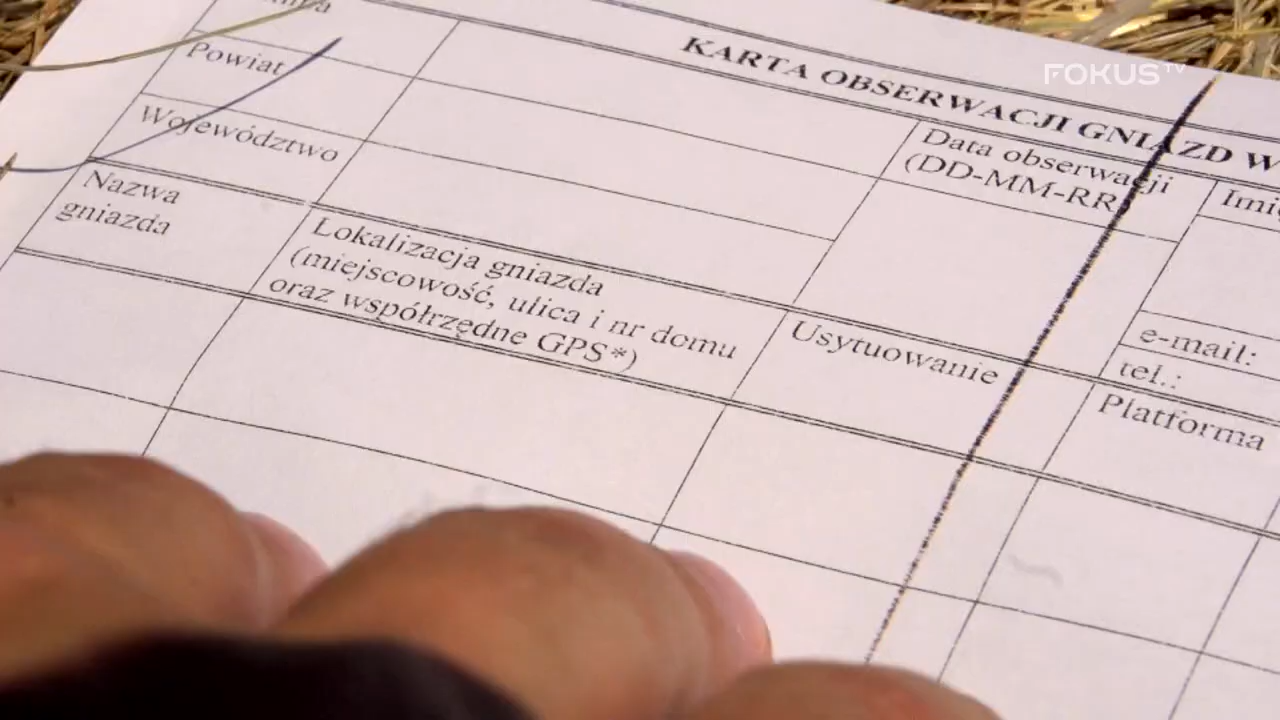 KARTA OBSERWACJI GNIAZD W
FOKUS TV
Powiat
Województwo
Data obserwacji
(DD-MM-RR)
Nazwa
gniazda
Lokalizacja gniazda
(miejscowość, ulica i nr domu
oraz współrzędne GPS*)
Usytuowanie
e-mail:
tel.:
Platforma